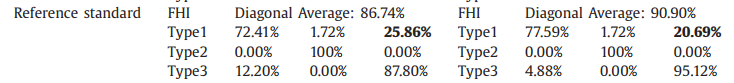 Reference standard FHI Diagonal Average: 86.74% FHI Diagonal Average: 90.90%
Type1 72.41% 1.72% 25.86% Type1 77.59% 1.72% 20.69%
Type2 0.00% 100% 0.00% Type2 0.00% 100% 0.00%
Type3 12.20% 0.00% 87.80% Type3 4.88% 0.00% 95.12%